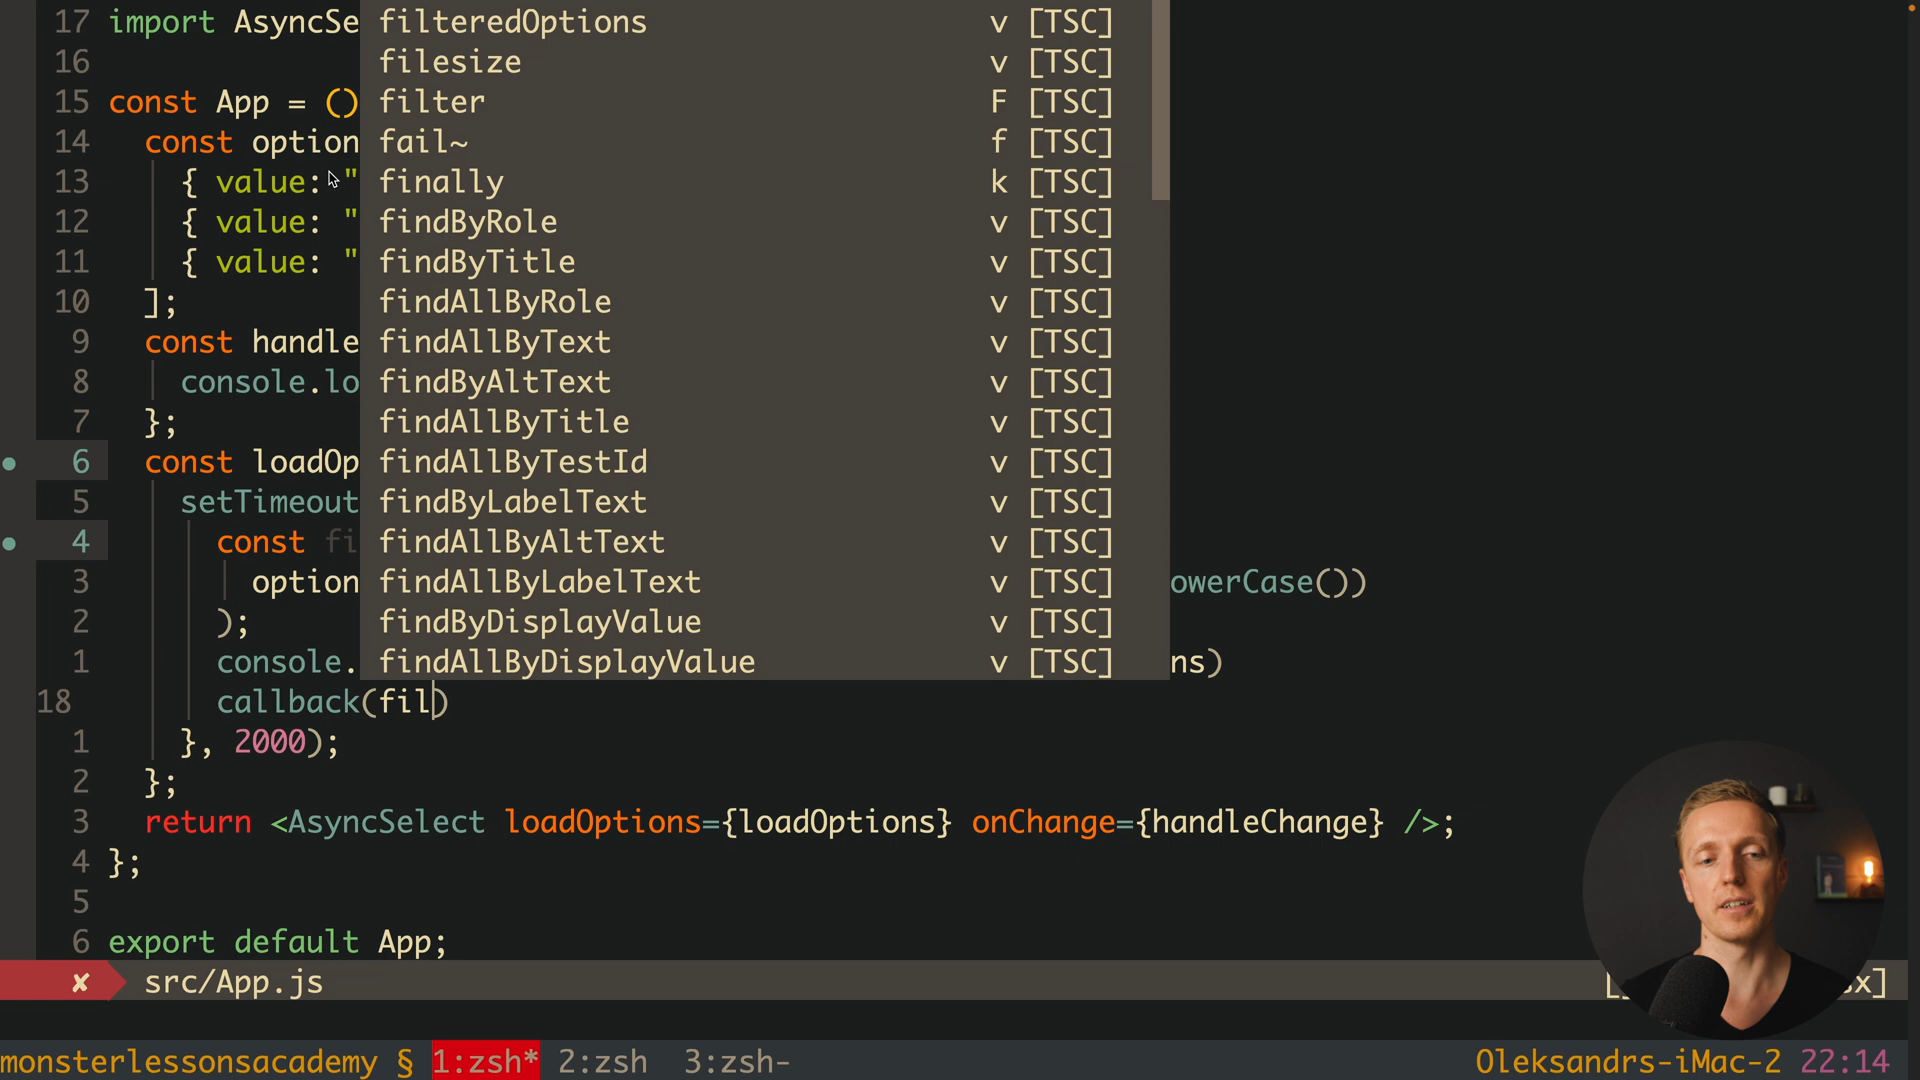 17 import AsyncSe filteredOptions v [TSC]
16 filesize v [TSC]
15 const App = () filter F [TSC]
14 const option fail~ f [TSC]
13 { value: " finally k [TSC]
12 { value: " findByRole v [TSC]
11 { value: " findByTitle v [TSC]
10 ]; findAllByRole v [TSC]
9 const handle findAllByText v [TSC]
8 console.lo findByAltText v [TSC]
7 }; findAllByTitle v [TSC]
6 const loadOp findAllByTestId v [TSC]
5 setTimeout findByLabelText v [TSC]
4 const fi findAllByAltText v [TSC]
3 option findAllByLabelText v [TSC] owerCase())
2 ); findByDisplayValue v [TSC]
1 console. findAllByDisplayValue v [TSC] ns)
18 callback(fil)
1 }, 2000);
2 };
3 return <AsyncSelect loadOptions={loadOptions} onChange={handleChange} />;
4 };
5
6 export default App;
✘ src/App.js [ sx]
monsterlessonsacademy § 1:zsh* 2:zsh 3:zsh- Oleksandrs-iMac-2 22:14